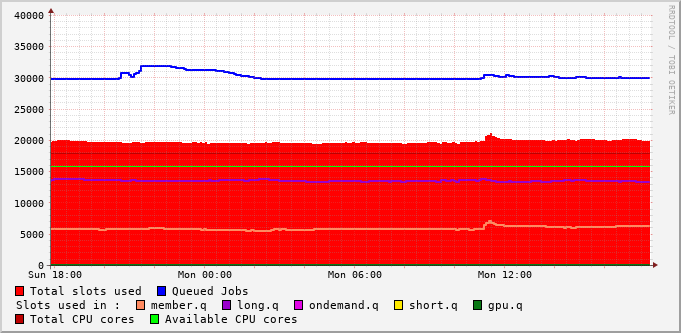 RRDTOOL / TOBI OETIKER
40000
35000
30000
25000
20000
15000
10000
5000
0
Sun 18:00 Mon 00:00 Mon 06:00 Mon 12:00
Total slots used Queued Jobs
Slots used in : member.q long.q ondemand.q short.q gpu.q
Total CPU cores Available CPU cores